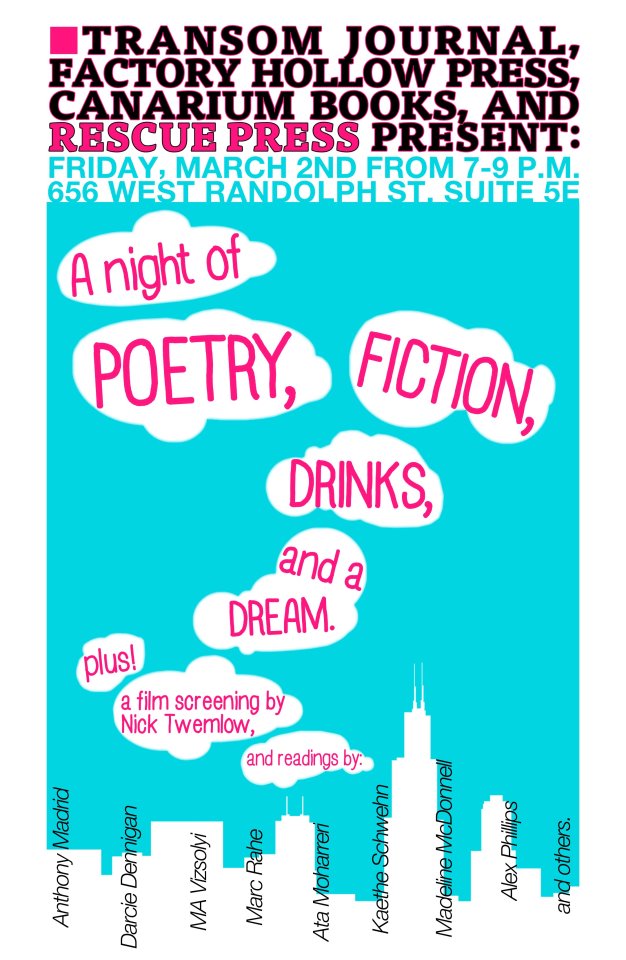 TRANSOM JOURNAL,
FACTORY HOLLOW PRESS,
CANARIUM BOOKS, AND
RESCUE PRESS PRESENT:
FRIDAY, MARCH 2ND FROM 7-9 P.M.
656 WEST RANDOLPH ST. SUITE 5E
A night of
POETRY,
FICTION,
DRINKS,
and a
DREAM.
plus!
a film screening by
Nick Twemlow,
and readings by:
Anthony Madrid
Darcie Dennigan
MA Vizsolyi
Marc Rahe
Ata Moharreri
Kaethe Schwehn
Madeline McDonnell
Alex Phillips
and others.